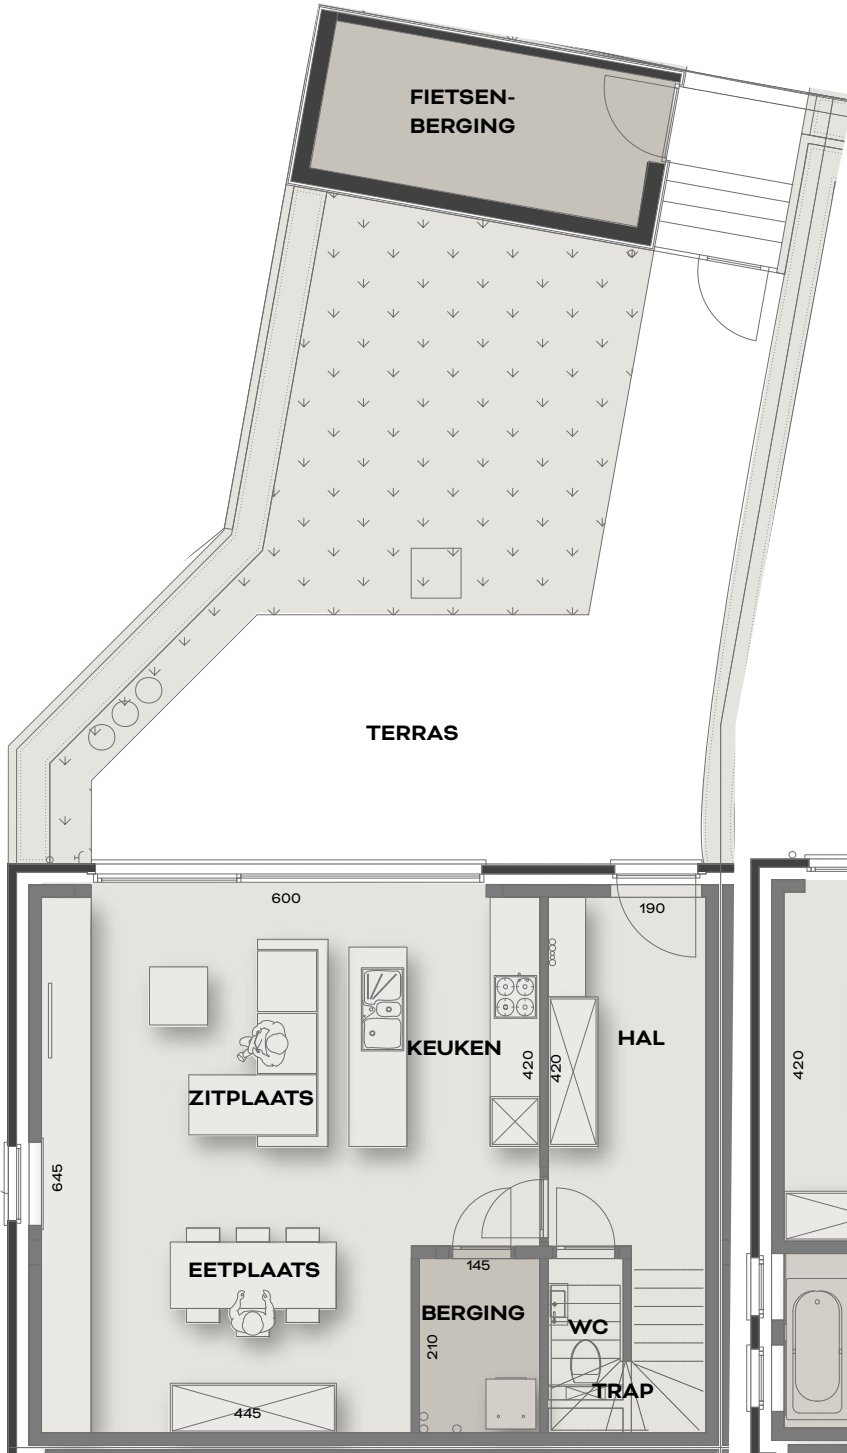 FIETSEN-
BERGING
TERRAS
600
190
KEUKEN
HAL
420
420
420
ZITPLAATS
645
EETPLAATS
145
BERGING
WC
210
TRAP
445